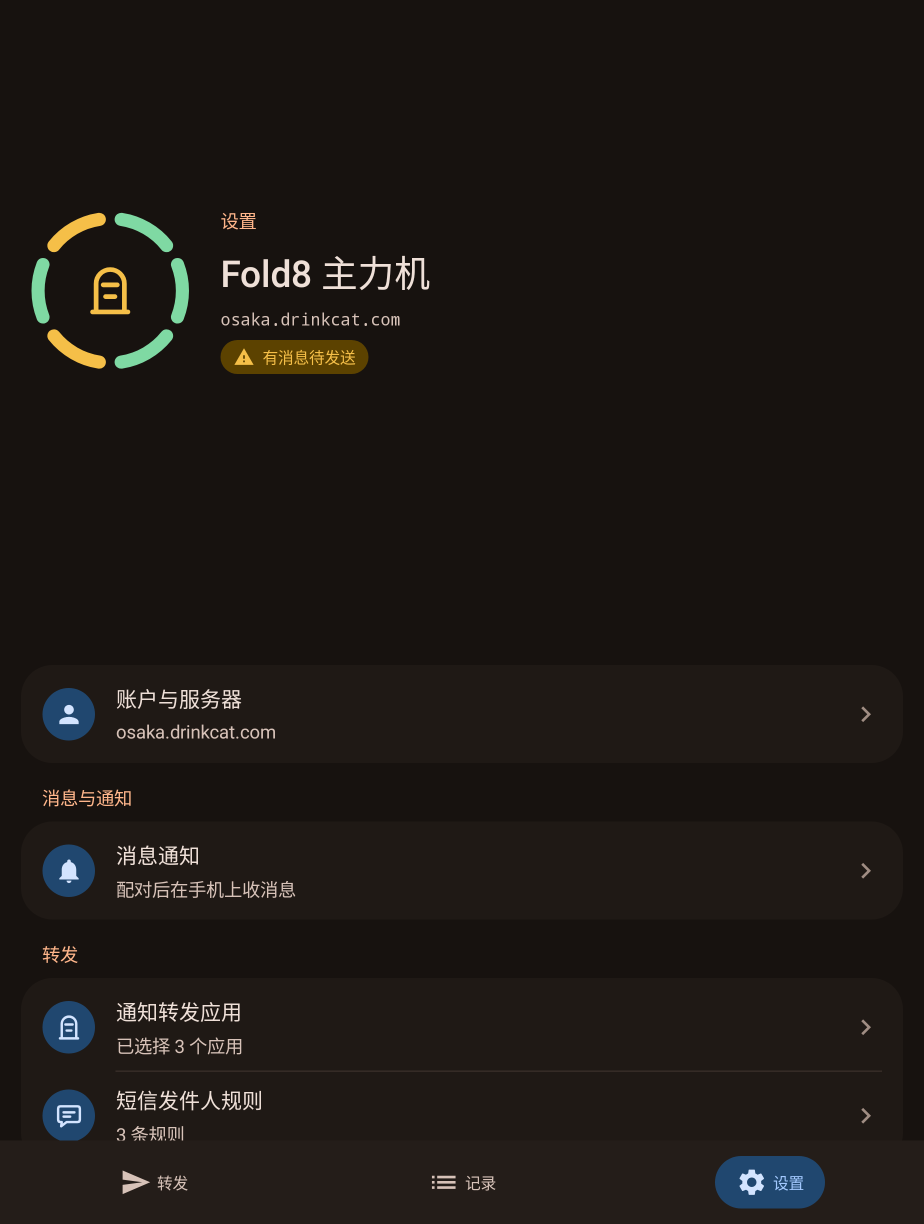 设置
Fold8 主力机
osaka.drinkcat.com
有消息待发送
账户与服务器
osaka.drinkcat.com
消息与通知
消息通知
配对后在手机上收消息
转发
通知转发应用
已选择 3 个应用
短信发件人规则
3 条规则
转发
记录
设置